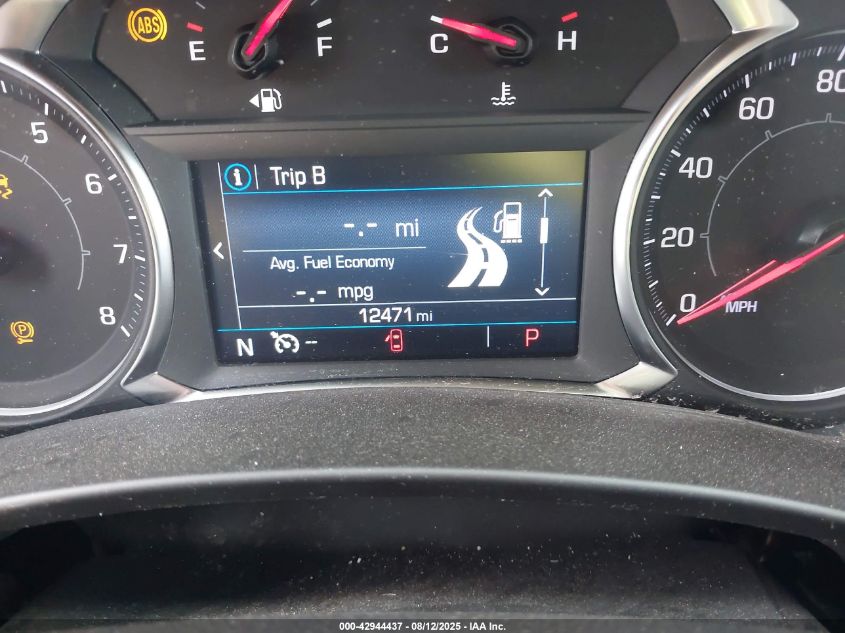 ABS
E F C H
5
6
7
8
Trip B
-.- mi
Avg. Fuel Economy
-.- mpg
12471 mi
N -- P
P
80
60
40
20
0
MPH
000-42944437 - 08/12/2025 - IAA Inc.